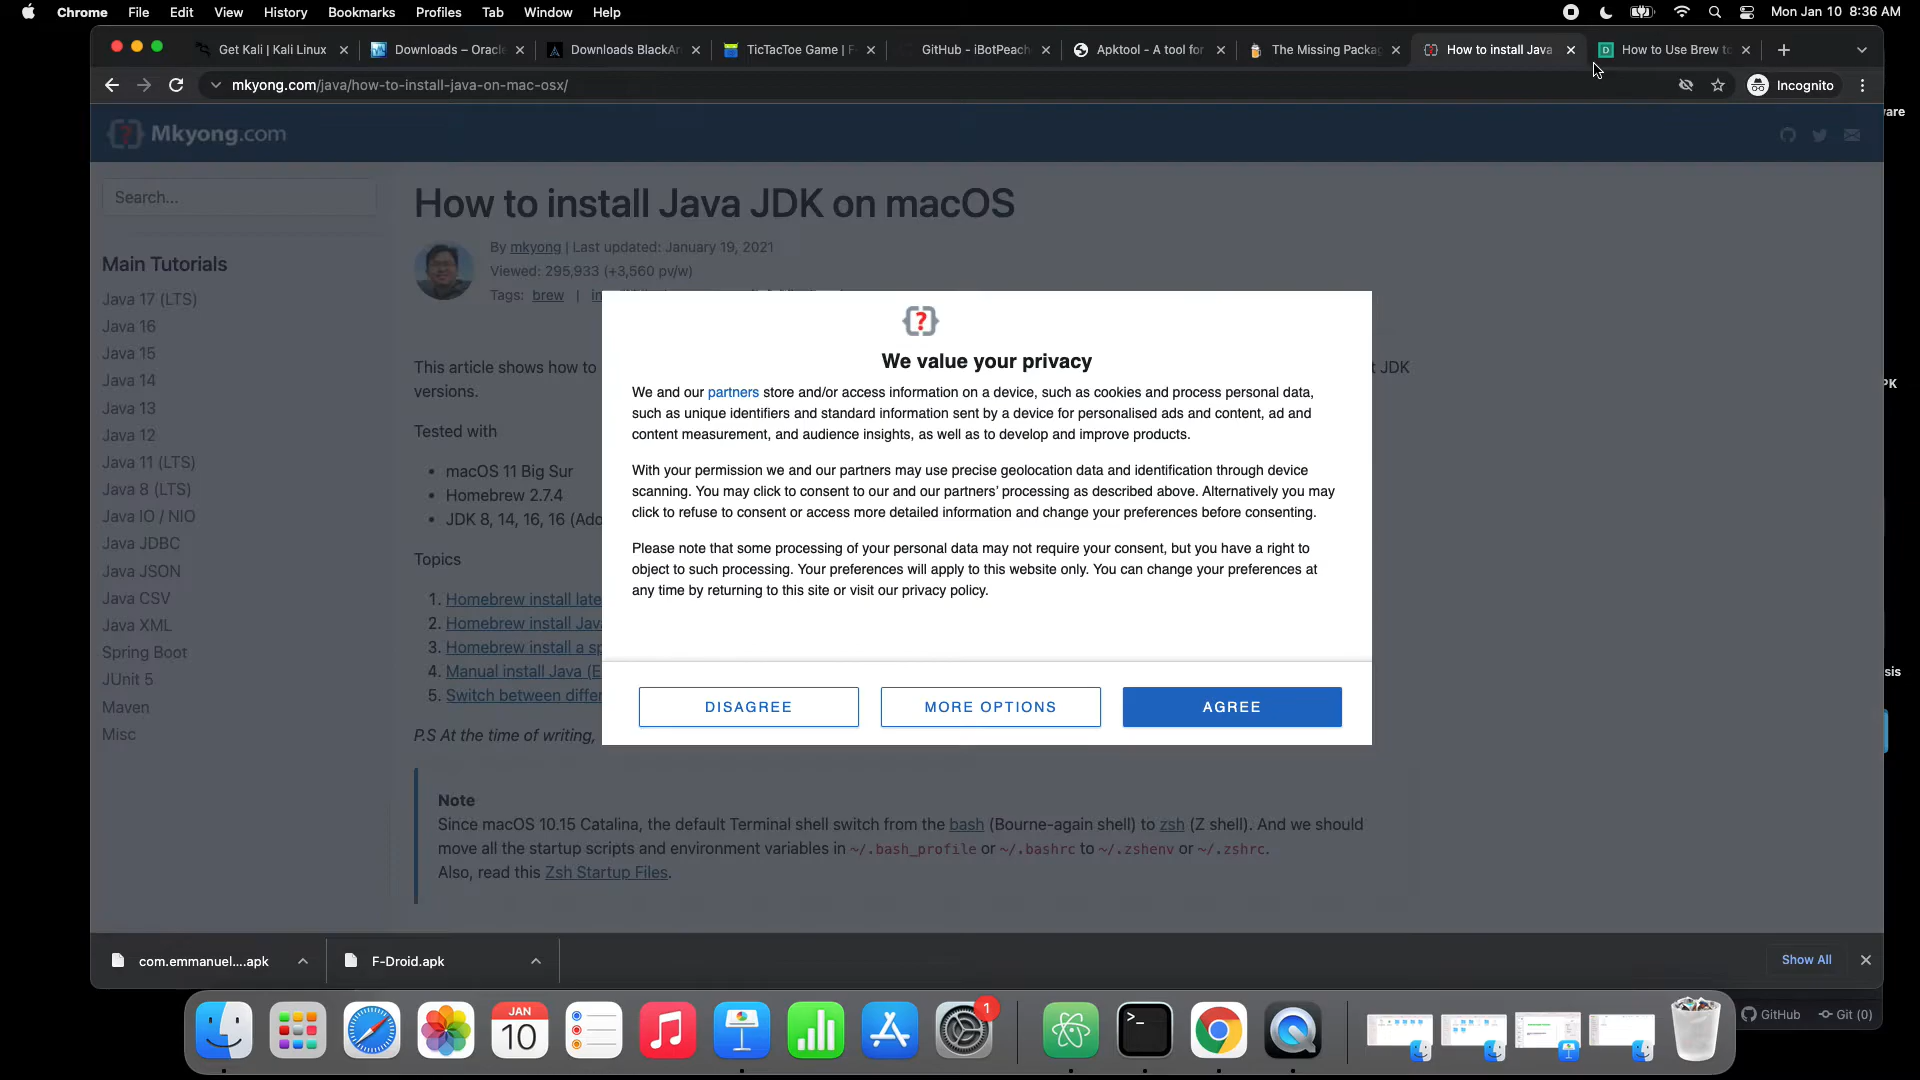 Chrome File Edit View History Bookmarks Profiles Tab Window Help Mon Jan 10 8:36 AM
Get Kali | Kali Linux Downloads – Oracle Downloads BlackAr TicTacToe Game | F- GitHub - iBotPeach Apktool - A tool for The Missing Packa How to install Java How to Use Brew to
mkyong.com/java/how-to-install-java-on-mac-osx/ Incognito
are
Mkyong.com
Search...
How to install Java JDK on macOS
By mkyong | Last updated: January 19, 2021
Viewed: 295,933 (+3,560 pv/w)
Tags: brew | in
Main Tutorials
Java 17 (LTS)
Java 16
Java 15
Java 14
Java 13
Java 12
Java 11 (LTS)
Java 8 (LTS)
Java IO / NIO
Java JDBC
Java JSON
Java CSV
Java XML
Spring Boot
JUnit 5
Maven
Misc
This article shows how to t JDK
versions.
Tested with
macOS 11 Big Sur
Homebrew 2.7.4
JDK 8, 14, 16, 16 (Ado
Topics
1. Homebrew install late
2. Homebrew install Java
3. Homebrew install a sp
4. Manual install Java (E
5. Switch between differ
P.S At the time of writing,
We value your privacy
We and our partners store and/or access information on a device, such as cookies and process personal data,
such as unique identifiers and standard information sent by a device for personalised ads and content, ad and
content measurement, and audience insights, as well as to develop and improve products.
With your permission we and our partners may use precise geolocation data and identification through device
scanning. You may click to consent to our and our partners’ processing as described above. Alternatively you may
click to refuse to consent or access more detailed information and change your preferences before consenting.
Please note that some processing of your personal data may not require your consent, but you have a right to
object to such processing. Your preferences will apply to this website only. You can change your preferences at
any time by returning to this site or visit our privacy policy.
DISAGREE MORE OPTIONS AGREE
PK
sis
Note
Since macOS 10.15 Catalina, the default Terminal shell switch from the bash (Bourne-again shell) to zsh (Z shell). And we should
move all the startup scripts and environment variables in ~/.bash_profile or ~/.bashrc to ~/.zshenv or ~/.zshrc.
Also, read this Zsh Startup Files.
com.emmanuel....apk F-Droid.apk Show All
JAN
10
1
GitHub Git (0)